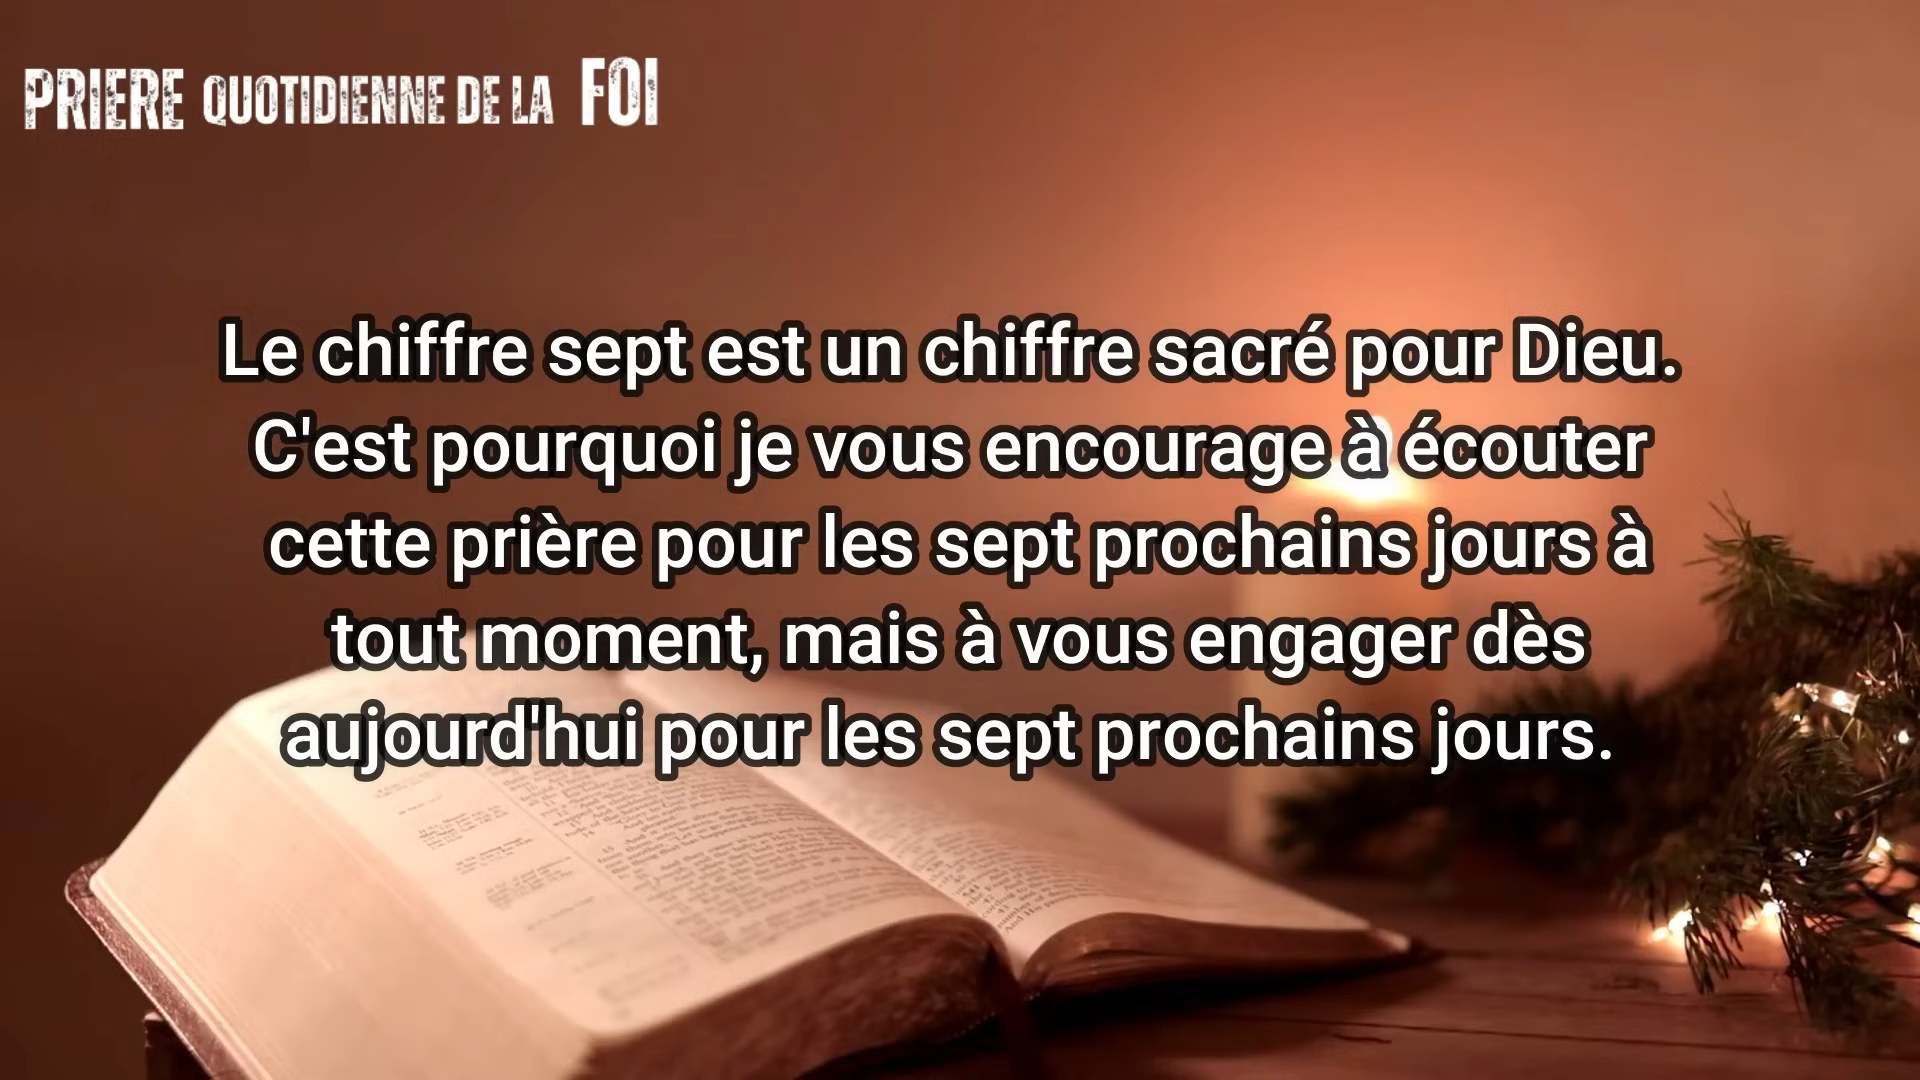 PRIERE QUOTIDIENNE DE LA FOI
Le chiffre sept est un chiffre sacré pour Dieu.
C'est pourquoi je vous encourage à écouter
cette prière pour les sept prochains jours à
tout moment, mais à vous engager dès
aujourd'hui pour les sept prochains jours.